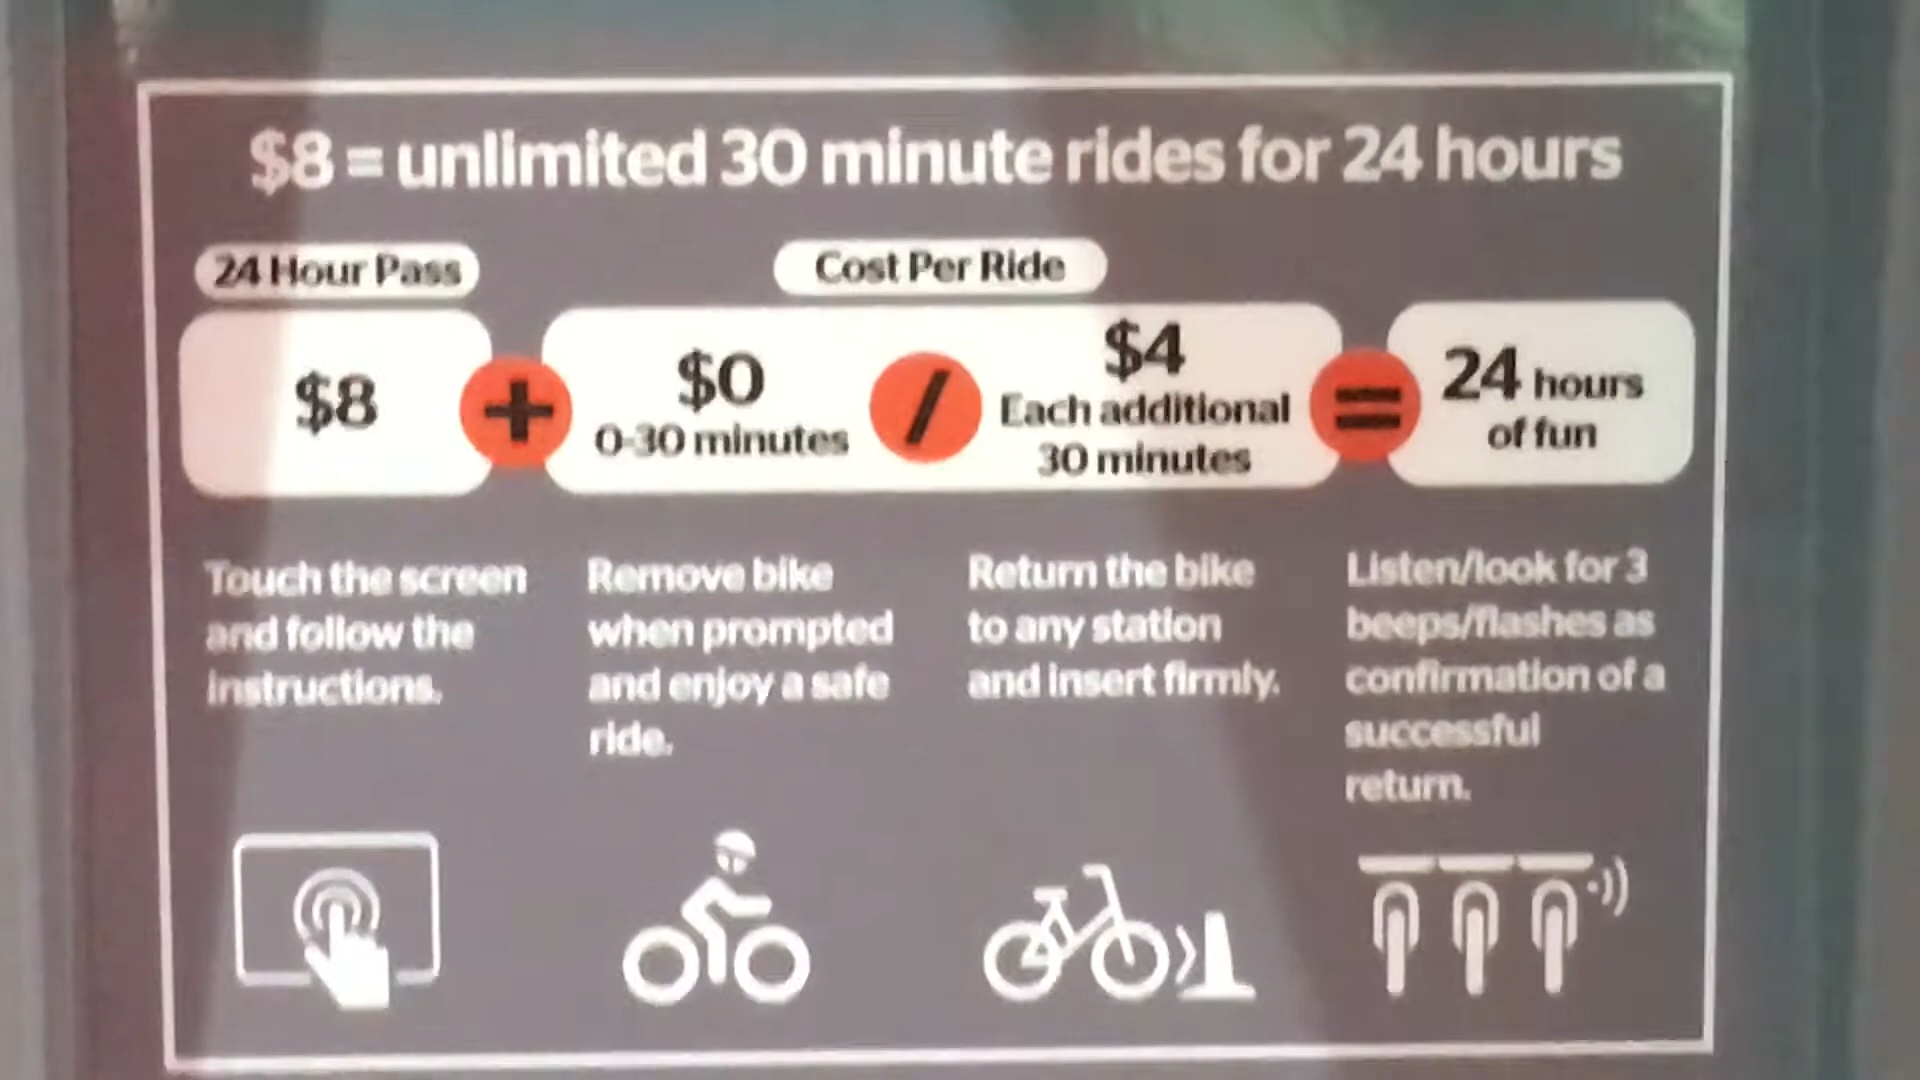 $8 = unlimited 30 minute rides for 24 hours
24 Hour Pass
Cost Per Ride
$8
+
$0
0-30 minutes
/
$4
Each additional
30 minutes
=
24 hours
of fun
Touch the screen
and follow the
instructions.
Remove bike
when prompted
and enjoy a safe
ride.
Return the bike
to any station
and insert firmly.
Listen/look for 3
beeps/flashes as
confirmation of a
successful
return.